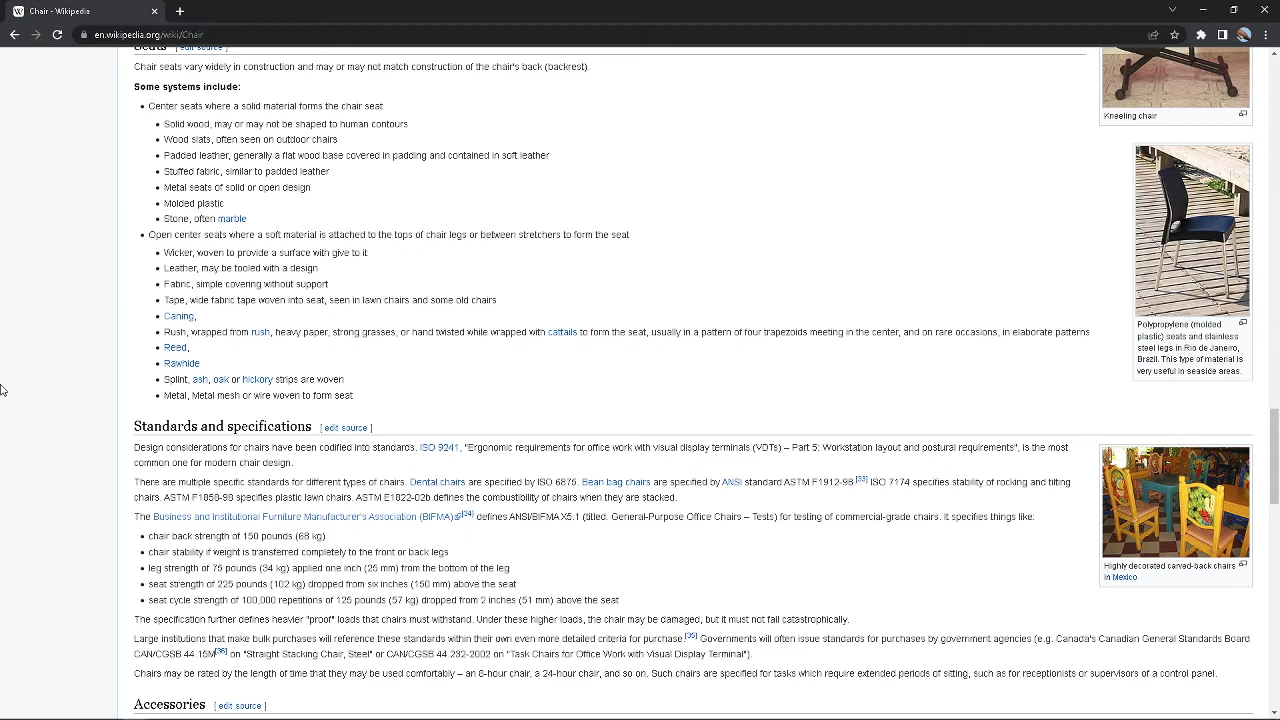 Chair - Wikipedia
en.wikipedia.org/wiki/Chair
Seats [ edit source ]
Chair seats vary widely in construction and may or may not match construction of the chair's back (backrest).
Some systems include:
Center seats where a solid material forms the chair seat
Solid wood, may or may not be shaped to human contours
Wood slats, often seen on outdoor chairs
Padded leather, generally a flat wood base covered in padding and contained in soft leather
Stuffed fabric, similar to padded leather
Metal seats of solid or open design
Molded plastic
Stone, often marble
Open center seats where a soft material is attached to the tops of chair legs or between stretchers to form the seat
Wicker, woven to provide a surface with give to it
Leather, may be tooled with a design
Fabric, simple covering without support
Tape, wide fabric tape woven into seat, seen in lawn chairs and some old chairs
Caning,
Rush, wrapped from rush, heavy paper, strong grasses, or hand twisted while wrapped with cattails to form the seat, usually in a pattern of four trapezoids meeting in the center, and on rare occasions, in elaborate patterns
Reed,
Rawhide
Splint, ash, oak or hickory strips are woven
Metal, Metal mesh or wire woven to form seat
Kneeling chair
Polypropylene (molded
plastic) seats and stainless
steel legs in Rio de Janeiro,
Brazil. This type of material is
very useful in seaside areas.
Standards and specifications [ edit source ]
Design considerations for chairs have been codified into standards. ISO 9241, "Ergonomic requirements for office work with visual display terminals (VDTs) – Part 5: Workstation layout and postural requirements", is the most
common one for modern chair design.
There are multiple specific standards for different types of chairs. Dental chairs are specified by ISO 6875. Bean bag chairs are specified by ANSI standard ASTM F1912-98.[33] ISO 7174 specifies stability of rocking and tilting
chairs. ASTM F1858-98 specifies plastic lawn chairs. ASTM E1822-02b defines the combustibility of chairs when they are stacked.
The Business and Institutional Furniture Manufacturer's Association (BIFMA)[34] defines ANSI/BIFMA X5.1 (titled: General-Purpose Office Chairs – Tests) for testing of commercial-grade chairs. It specifies things like:
chair back strength of 150 pounds (68 kg)
chair stability if weight is transferred completely to the front or back legs
leg strength of 75 pounds (34 kg) applied one inch (25 mm) from the bottom of the leg
seat strength of 225 pounds (102 kg) dropped from six inches (150 mm) above the seat
seat cycle strength of 100,000 repetitions of 125 pounds (57 kg) dropped from 2 inches (51 mm) above the seat
The specification further defines heavier "proof" loads that chairs must withstand. Under these higher loads, the chair may be damaged, but it must not fail catastrophically.
Large institutions that make bulk purchases will reference these standards within their own even more detailed criteria for purchase.[35] Governments will often issue standards for purchases by government agencies (e.g. Canada's Canadian General Standards Board
CAN/CGSB 44.15M[36] on "Straight Stacking Chair, Steel" or CAN/CGSB 44.232-2002 on "Task Chairs for Office Work with Visual Display Terminal").
Chairs may be rated by the length of time that they may be used comfortably – an 8-hour chair, a 24-hour chair, and so on. Such chairs are specified for tasks which require extended periods of sitting, such as for receptionists or supervisors of a control panel.
Highly decorated carved-back chairs
in Mexico
Accessories [ edit source ]